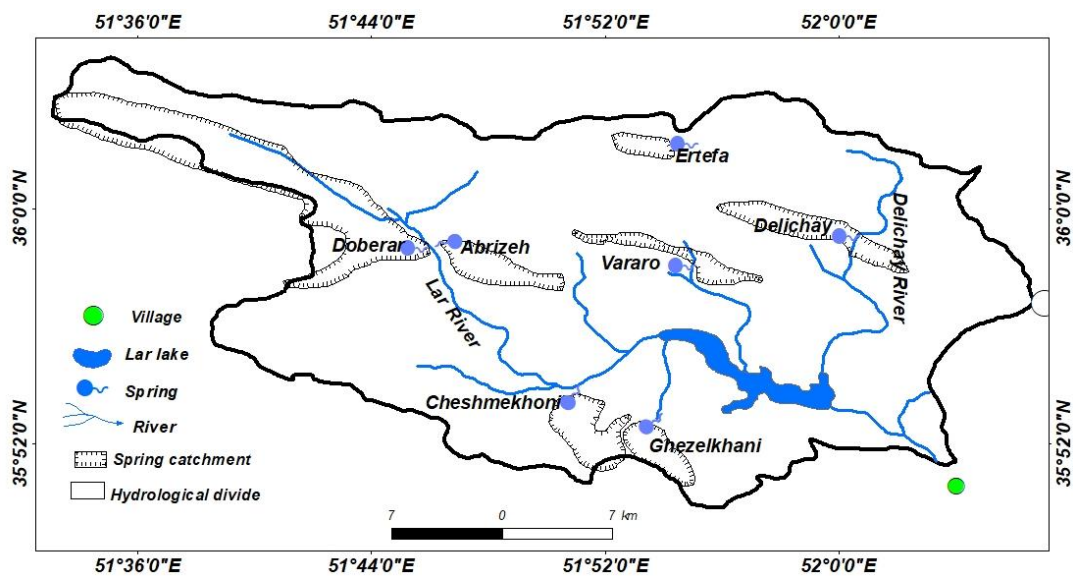 51°36'0"E 51°44'0"E 51°52'0"E 52°0'0"E
36°0'0"N
36°0'0"N
Ertefa
Delichay
Delichay River
Doberar
Abrizeh
Vararo
Lar River
Village
Lar lake
Spring
River
Spring catchment
Hydrological divide
Cheshmekhoni
Ghezelkhani
35°52'0"N
35°52'0"N
7 0 7 km
51°36'0"E 51°44'0"E 51°52'0"E 52°0'0"E